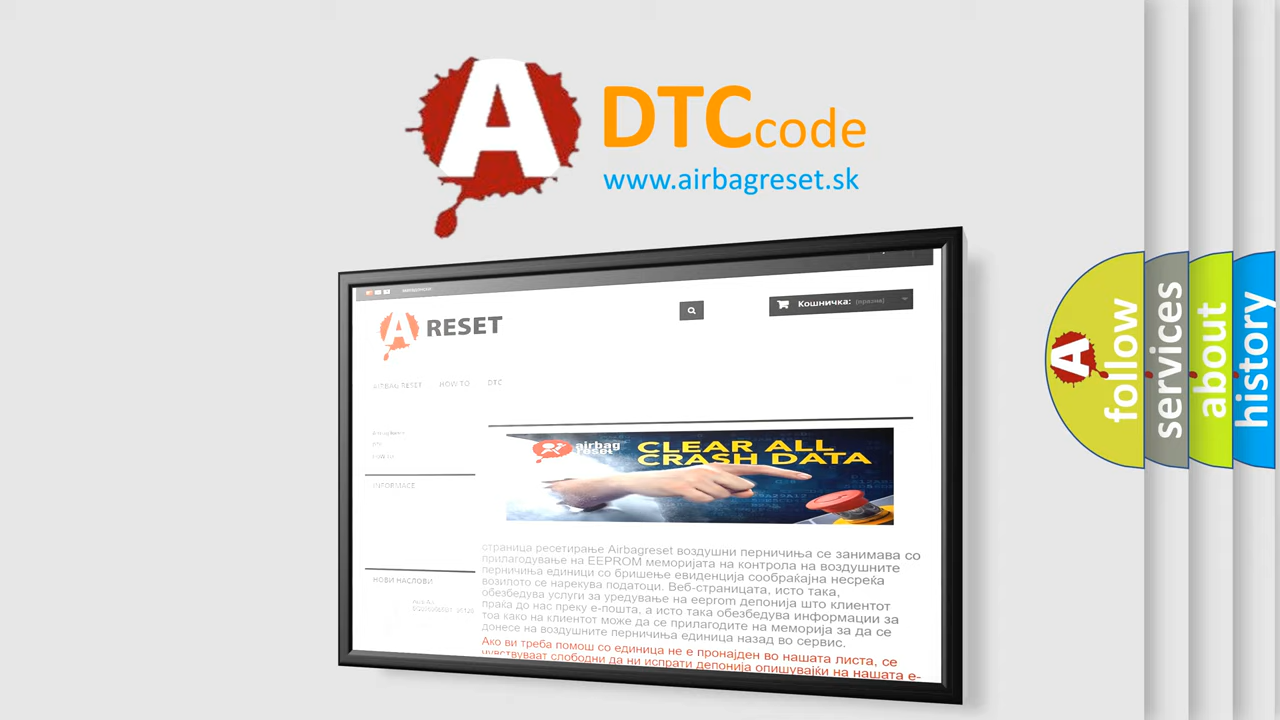 A DTC code
www.airbagreset.sk
A RESET
Кошничка: (празна)
AIRBAG RESET HOW TO DTC
INFORMACE
airbag reset CLEAR ALL
CRASH DATA
страница ресетирање Airbagreset воздушни перничиња се занимава со
прилагодување на EEPROM меморијата на контрола на воздушните
перничиња единици со бришење евиденција сообраќајна несреќа
возилото се нарекува податоци. Веб-страницата, исто така,
обезбедува услуги за уредување на eeprom депонија што клиентот
праќа до нас преку е-пошта, а исто така обезбедува информации за
тоа како на клиентот може да се прилагодите на меморија за да се
донесе на воздушните перничиња единица назад во сервис.
Ако ви треба помош со единица не е пронајден во нашата листа, се
чувствуваат слободни да ни испрати депонија опишувајќи на нашата е-
НОВИ НАСЛОВИ
A follow
services
about
history